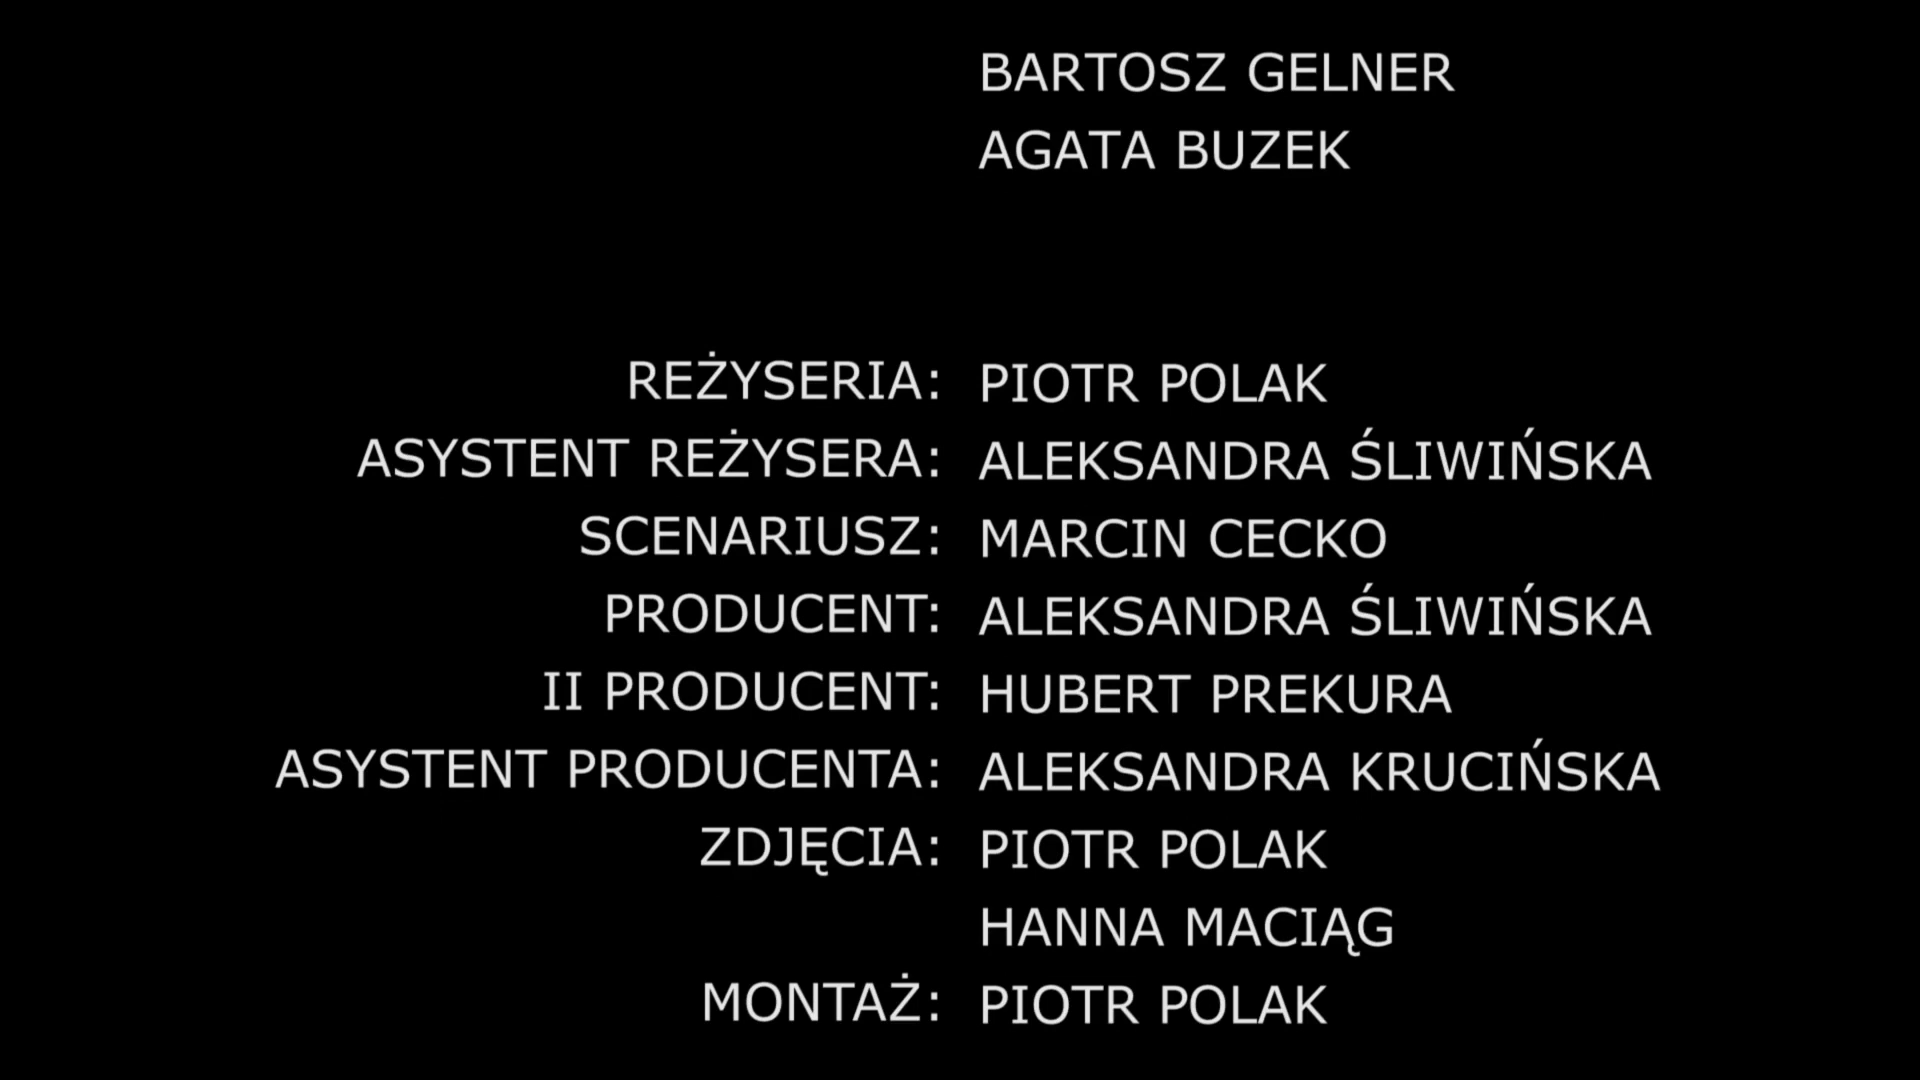 BARTOSZ GELNER
AGATA BUZEK
REŻYSERIA: PIOTR POLAK
ASYSTENT REŻYSERA: ALEKSANDRA ŚLIWIŃSKA
SCENARIUSZ: MARCIN CECKO
PRODUCENT: ALEKSANDRA ŚLIWIŃSKA
II PRODUCENT: HUBERT PREKURA
ASYSTENT PRODUCENTA: ALEKSANDRA KRUCIŃSKA
ZDJĘCIA: PIOTR POLAK
HANNA MACIĄG
MONTAŻ: PIOTR POLAK